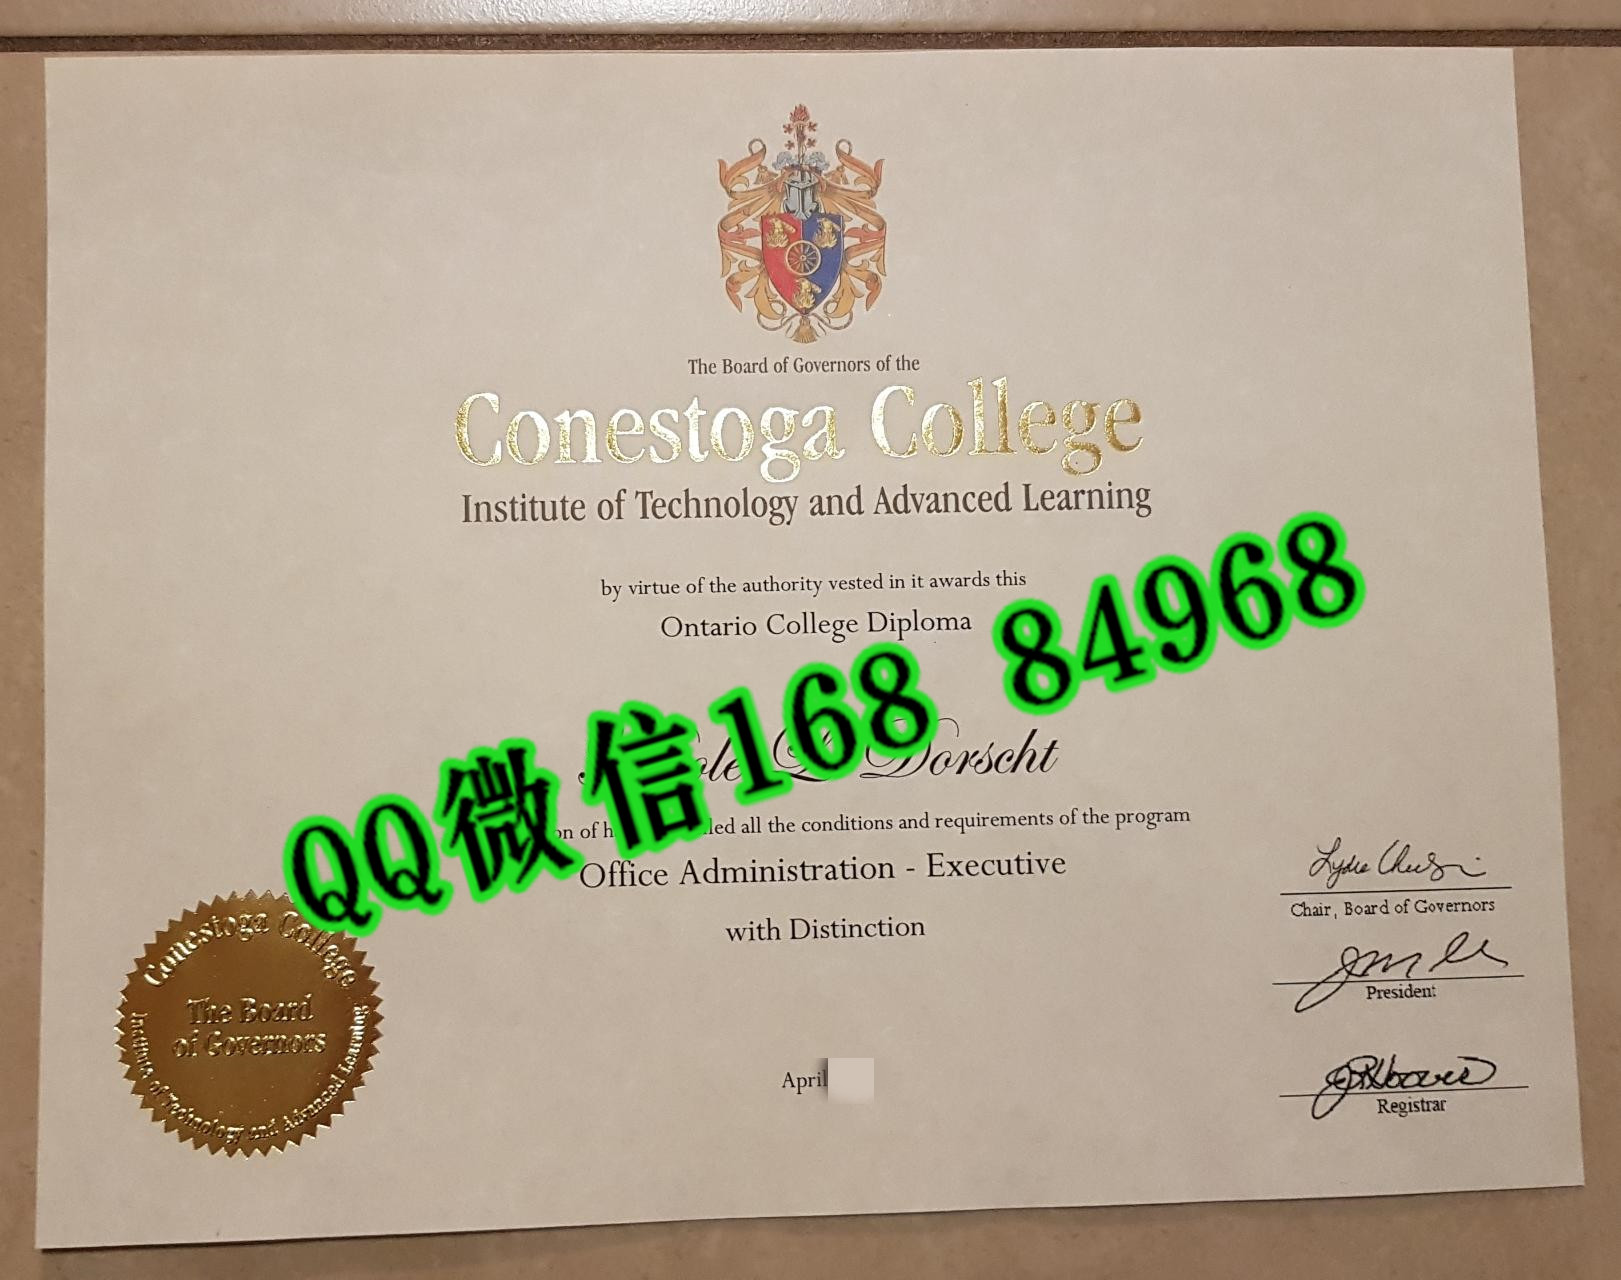 The Board of Governors of the
Conestoga College
Institute of Technology and Advanced Learning
by virtue of the authority vested in it awards this
Ontario College Diploma
QQ微信168 84968
Dorscht
all the conditions and requirements of the program
Office Administration - Executive
with Distinction
April
Conestoga College
The Board
of Governors
Institute of Technology and Advanced Learning
Chair, Board of Governors
President
Registrar